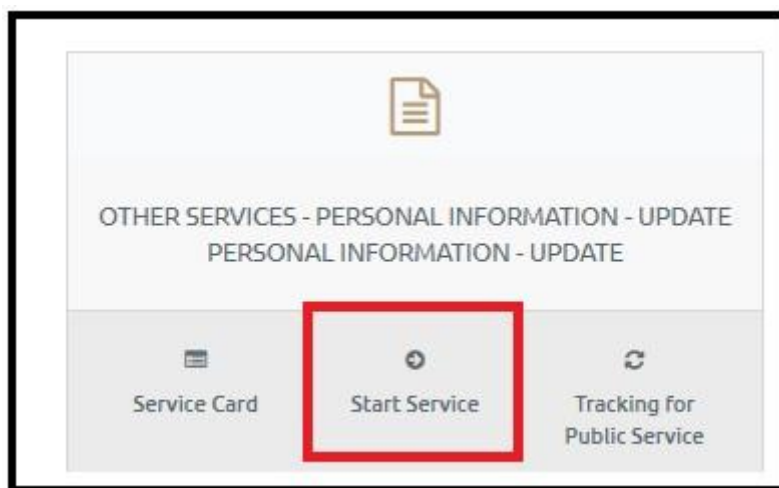 OTHER SERVICES - PERSONAL INFORMATION - UPDATE
PERSONAL INFORMATION - UPDATE
Service Card
Start Service
Tracking for
Public Service